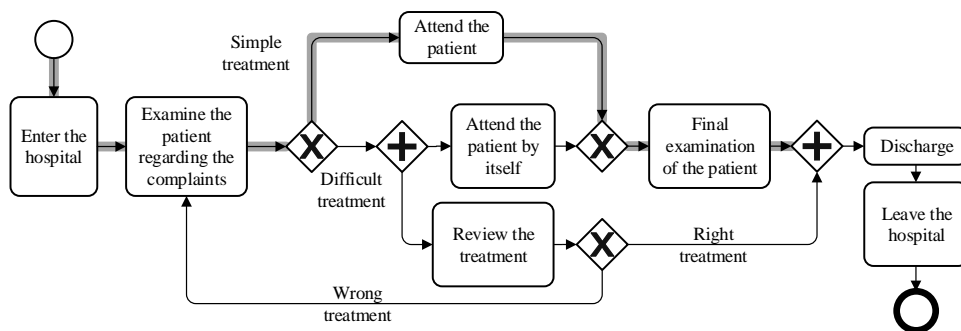 Enter the
hospital
Examine the
patient
regarding the
complaints
Simple
treatment
Attend the
patient
Difficult
treatment
Attend the
patient by
itself
Review the
treatment
Wrong
treatment
Right
treatment
Final
examination
of the patient
Discharge
Leave the
hospital